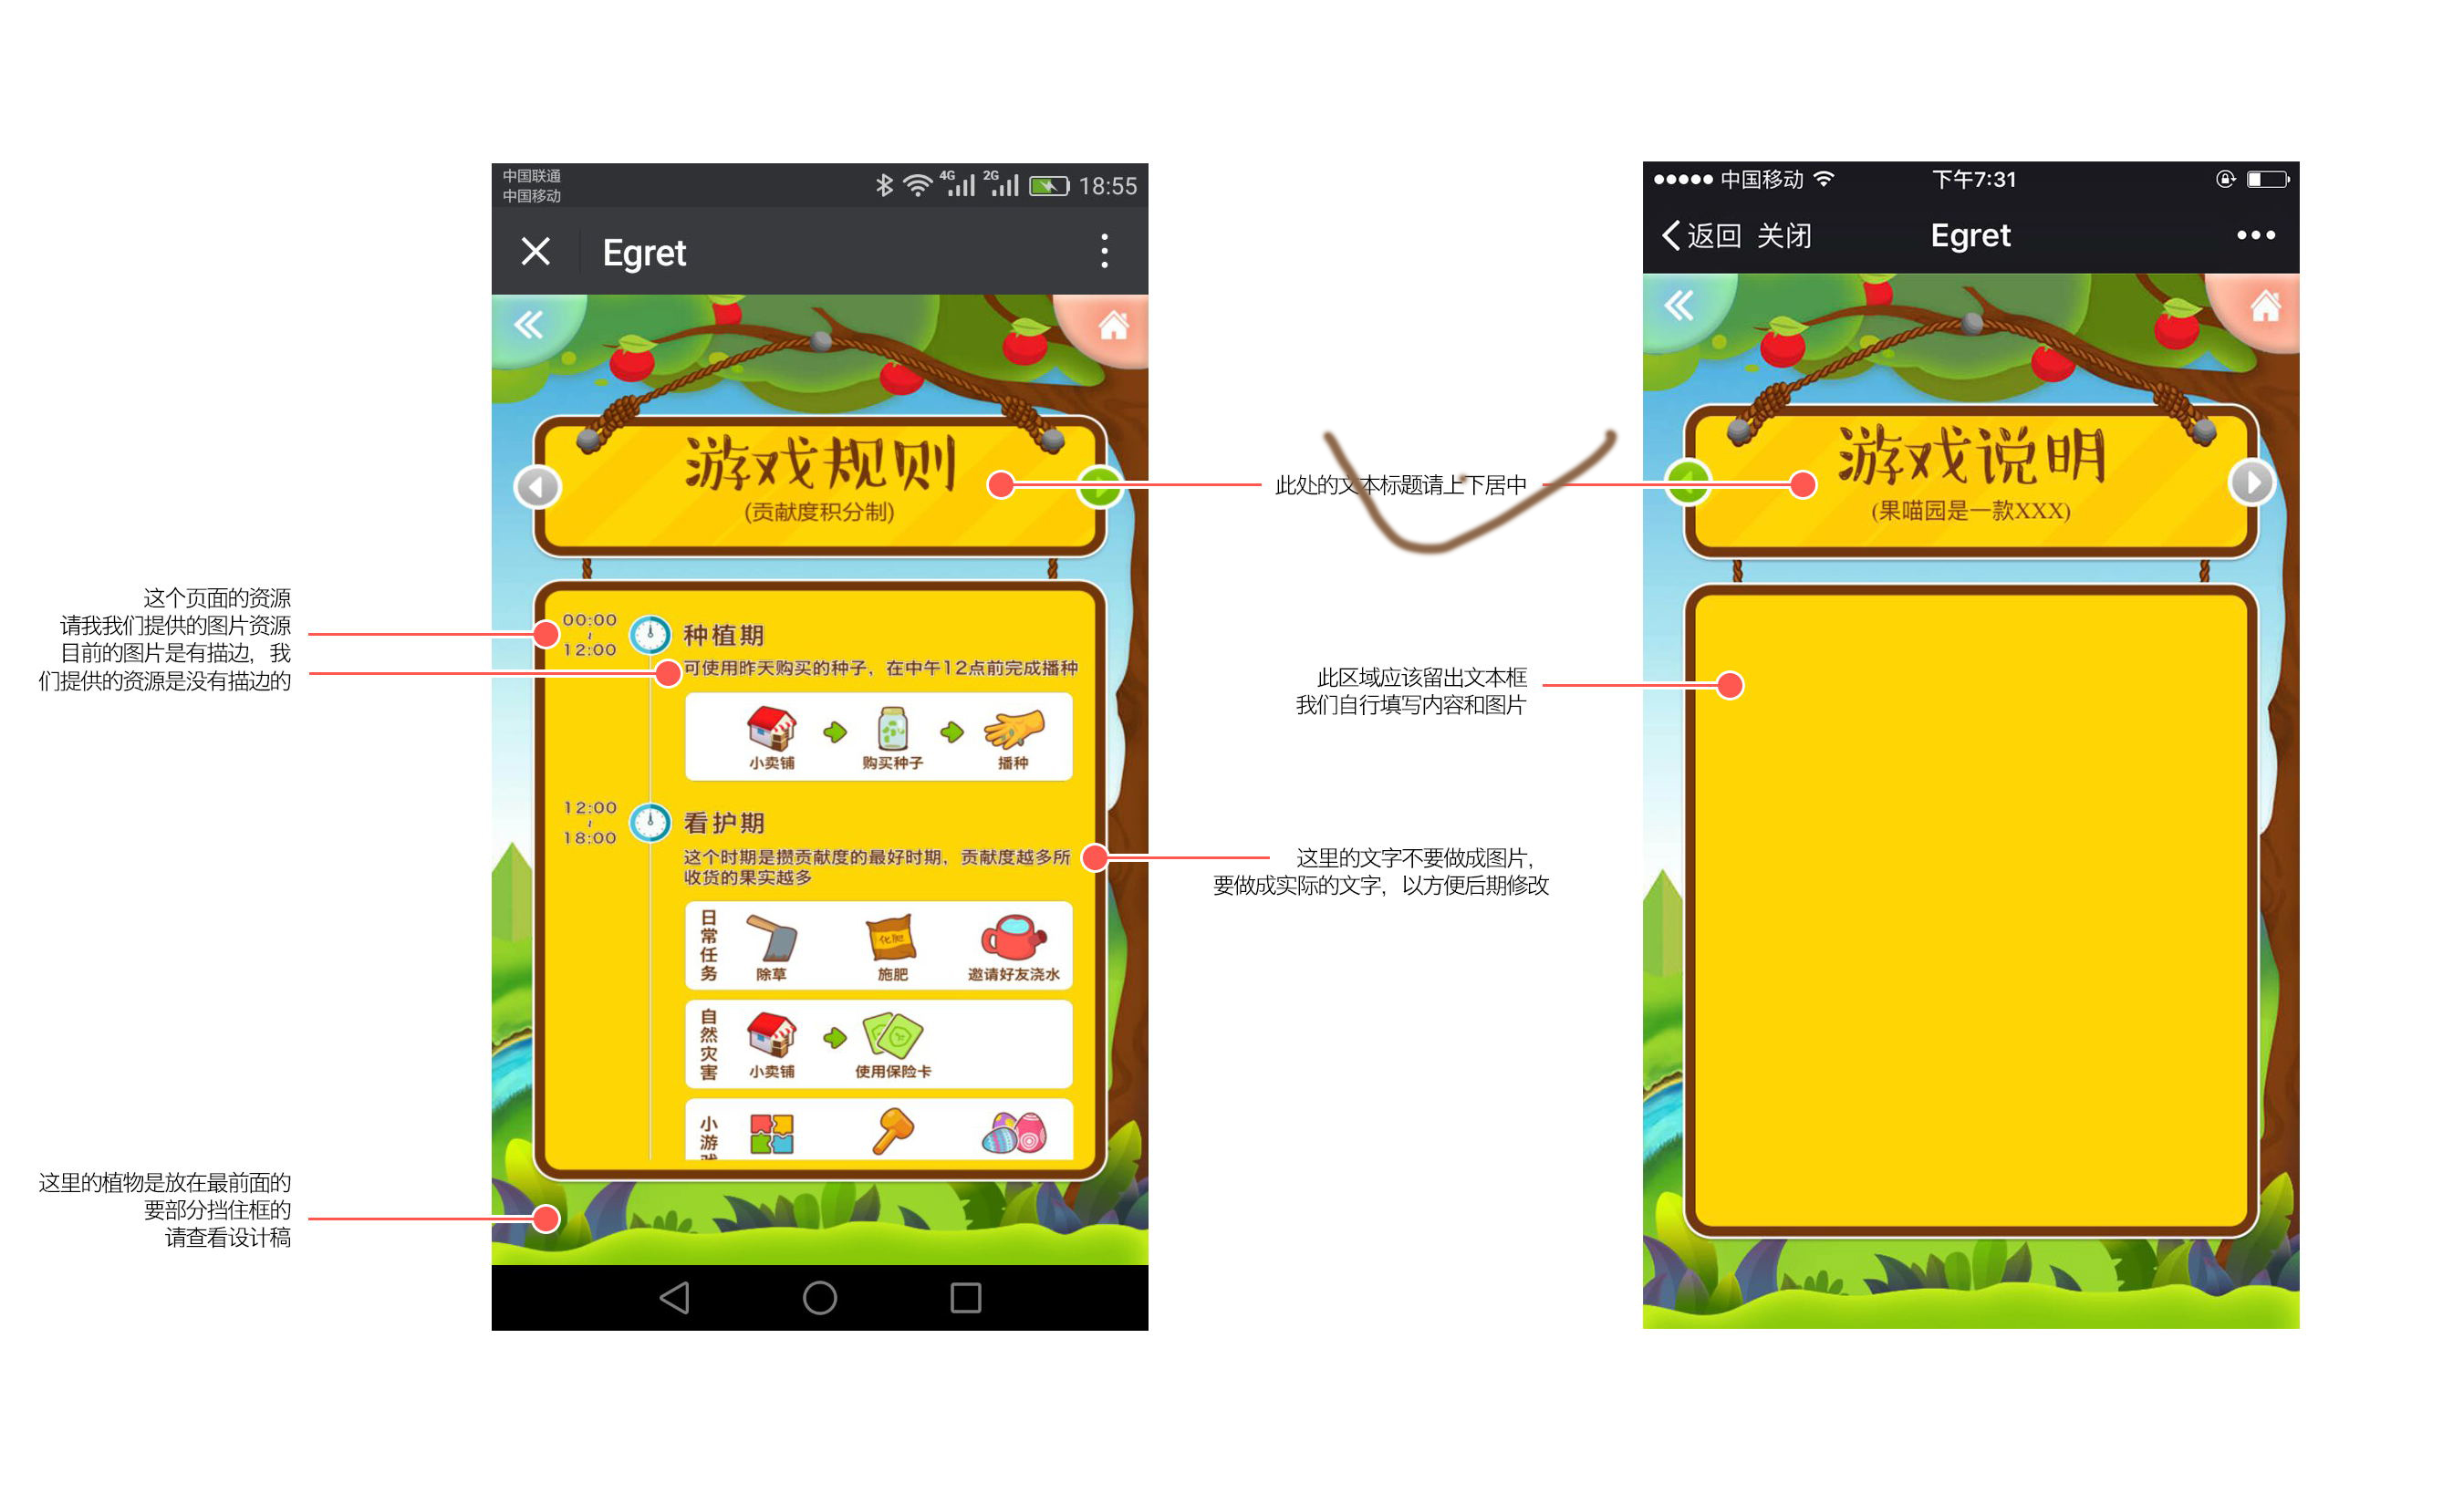 中国联通
中国移动
4G 2G 18:55
Egret
游戏规则
(贡献度积分制)
00:00
~
12:00
种植期
可使用昨天购买的种子，在中午12点前完成播种
小卖铺 购买种子 播种
12:00
~
18:00
看护期
这个时期是攒贡献度的最好时期，贡献度越多所
收货的果实越多
日常任务
化肥
除草 施肥 邀请好友浇水
自然灾害
小卖铺 使用保险卡
小游戏
这个页面的资源
请我我们提供的图片资源
目前的图片是有描边，我
们提供的资源是没有描边的
这里的植物是放在最前面的
要部分挡住框的
请查看设计稿
此处的文本标题请上下居中
此区域应该留出文本框
我们自行填写内容和图片
这里的文字不要做成图片，
要做成实际的文字，以方便后期修改
中国移动 下午7:31
返回 关闭 Egret
游戏说明
(果喵园是一款XXX)